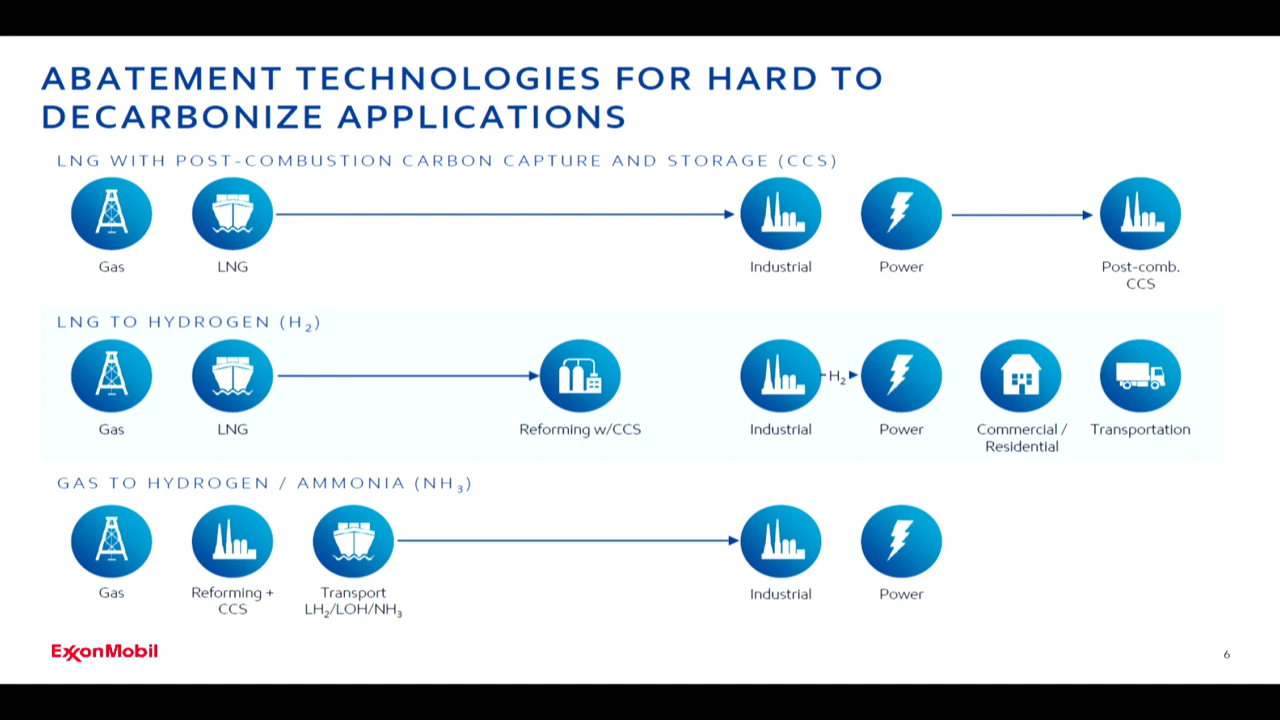 ABATEMENT TECHNOLOGIES FOR HARD TO
DECARBONIZE APPLICATIONS
LNG WITH POST-COMBUSTION CARBON CAPTURE AND STORAGE (CCS)
Gas
LNG
Industrial
Power
Post-comb.
CCS
LNG TO HYDROGEN (H₂)
H₂
Gas
LNG
Reforming w/CCS
Industrial
Power
Commercial /
Residential
Transportation
GAS TO HYDROGEN / AMMONIA (NH₃)
Gas
Reforming +
CCS
Transport
LH₂/LOH/NH₃
Industrial
Power
ExxonMobil
6